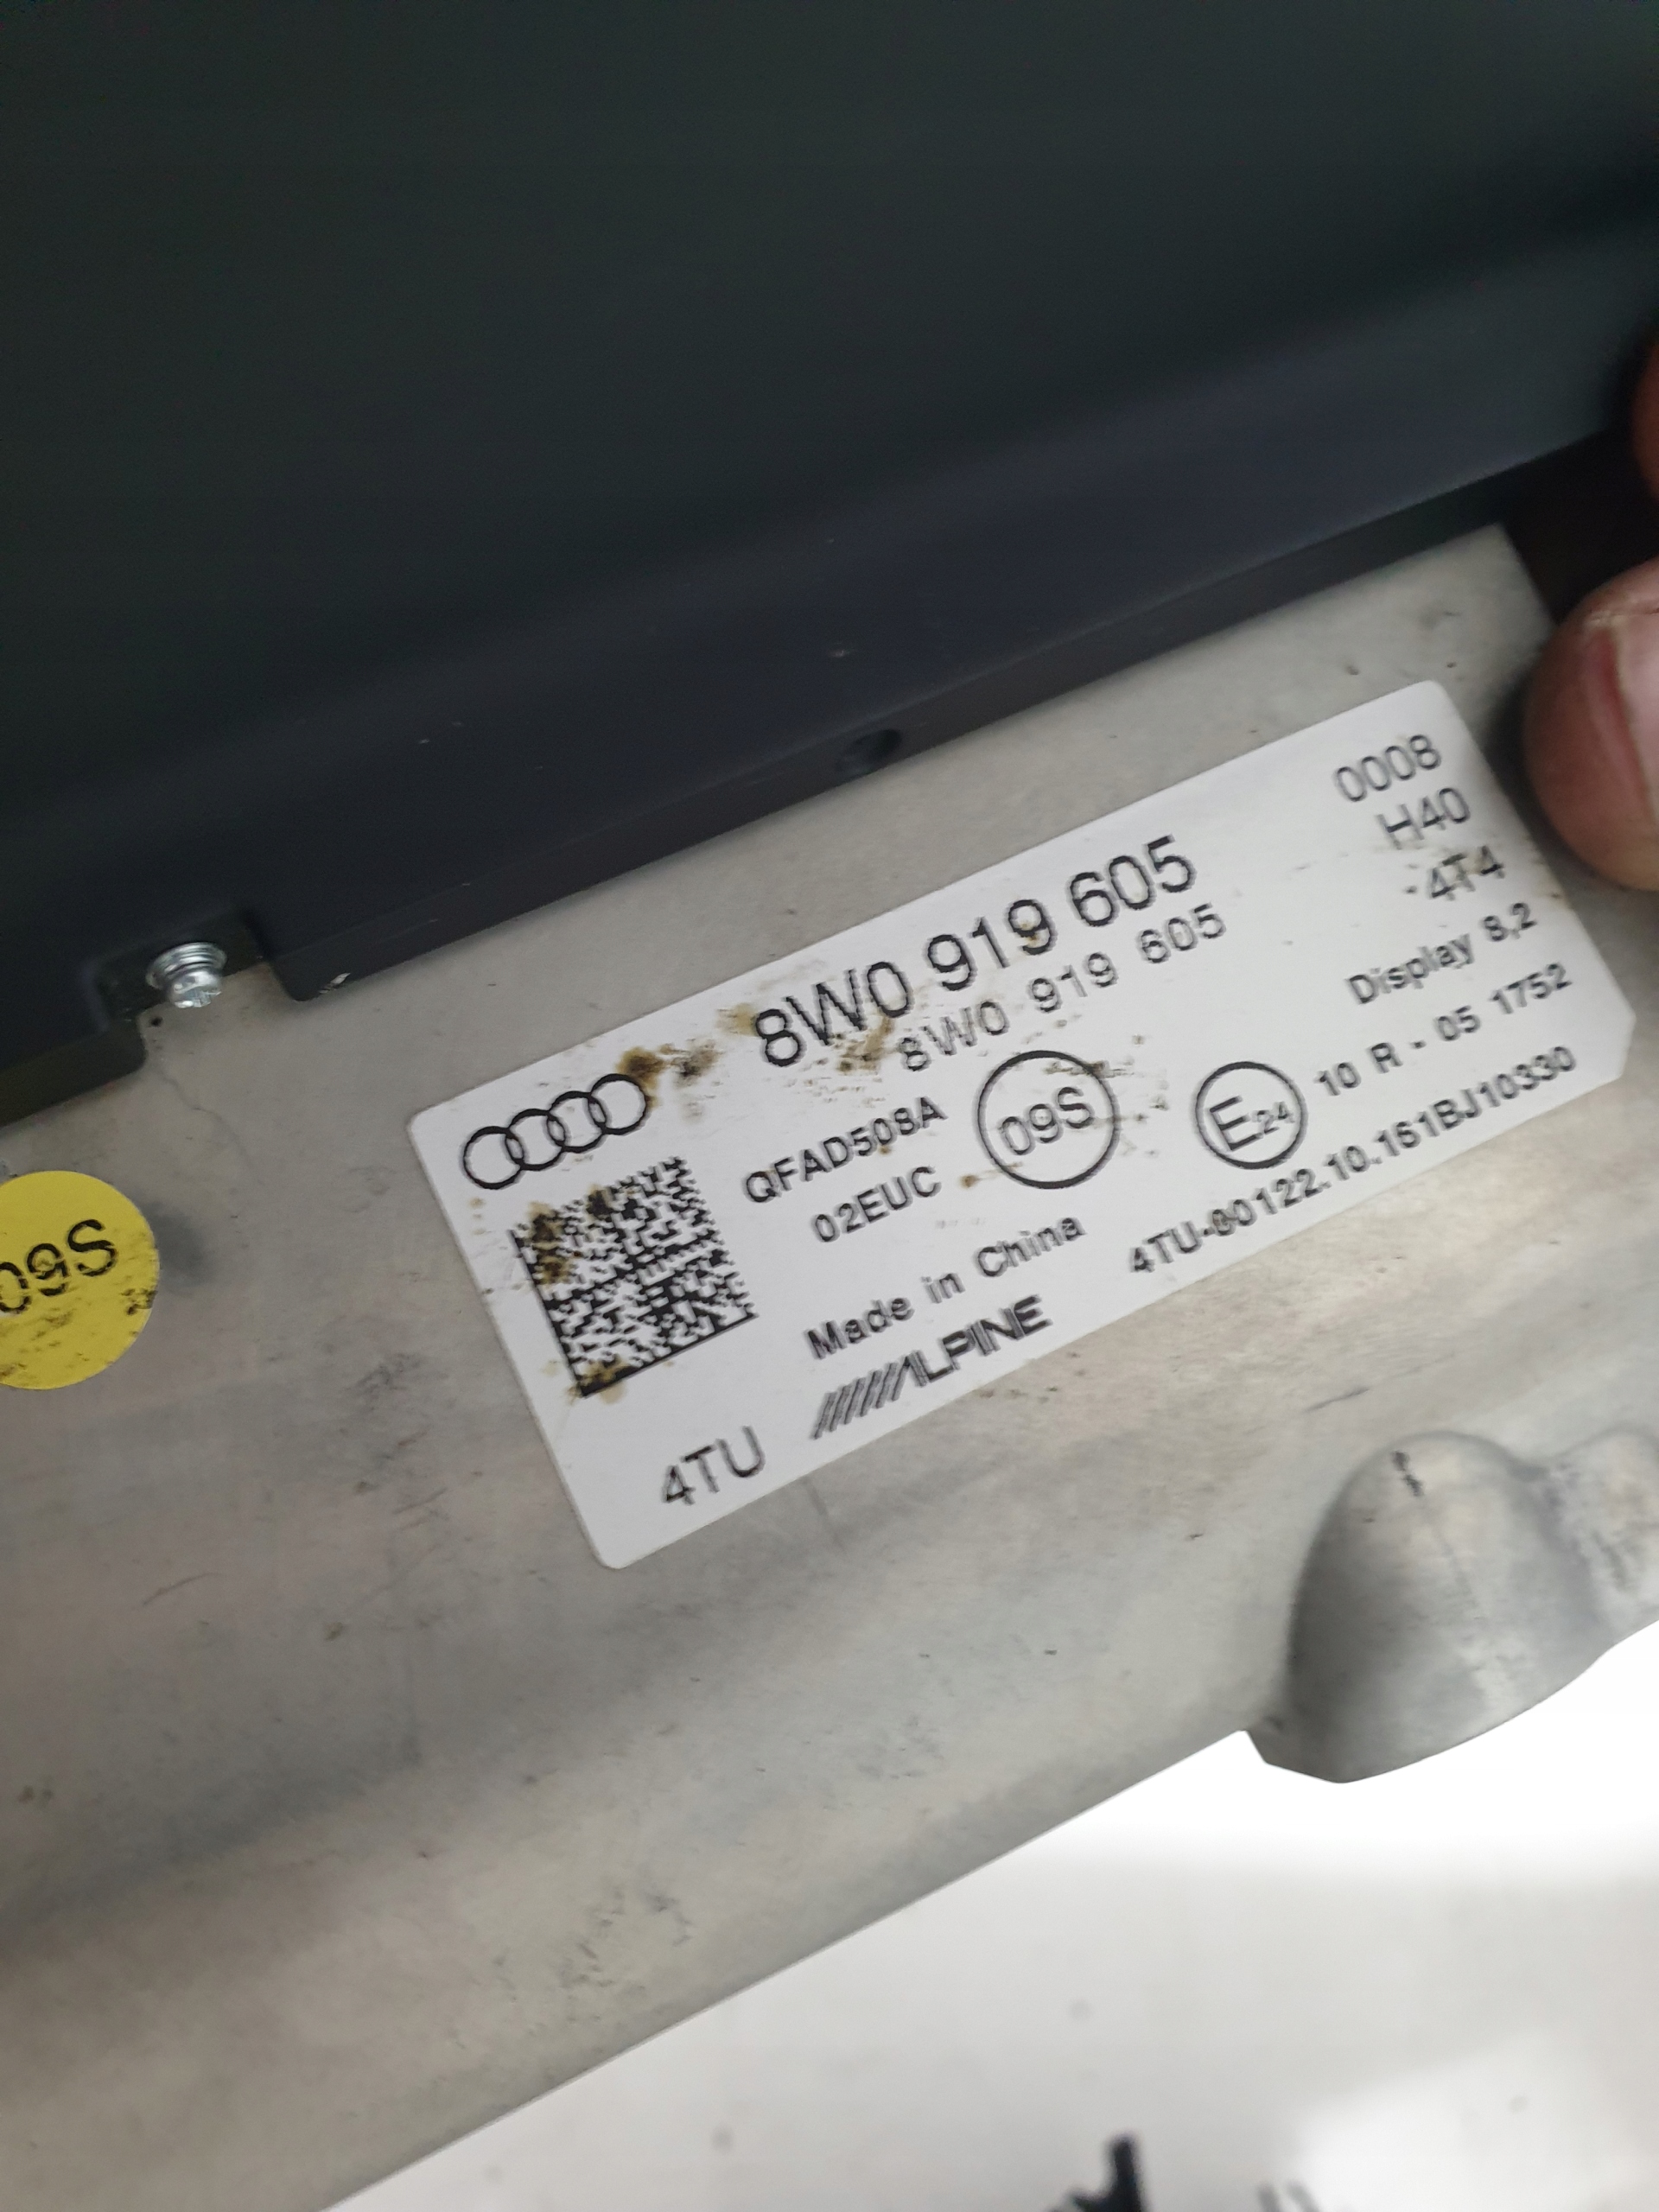 0008
H40
4T4
8W0 919 605
8W0 919 605
Display 8,2
QFAD508A
02EUC
09S
E24
10 R - 05 1752
Made in China
4TU-00122.10.161BJ10330
ALPINE
4TU
09S